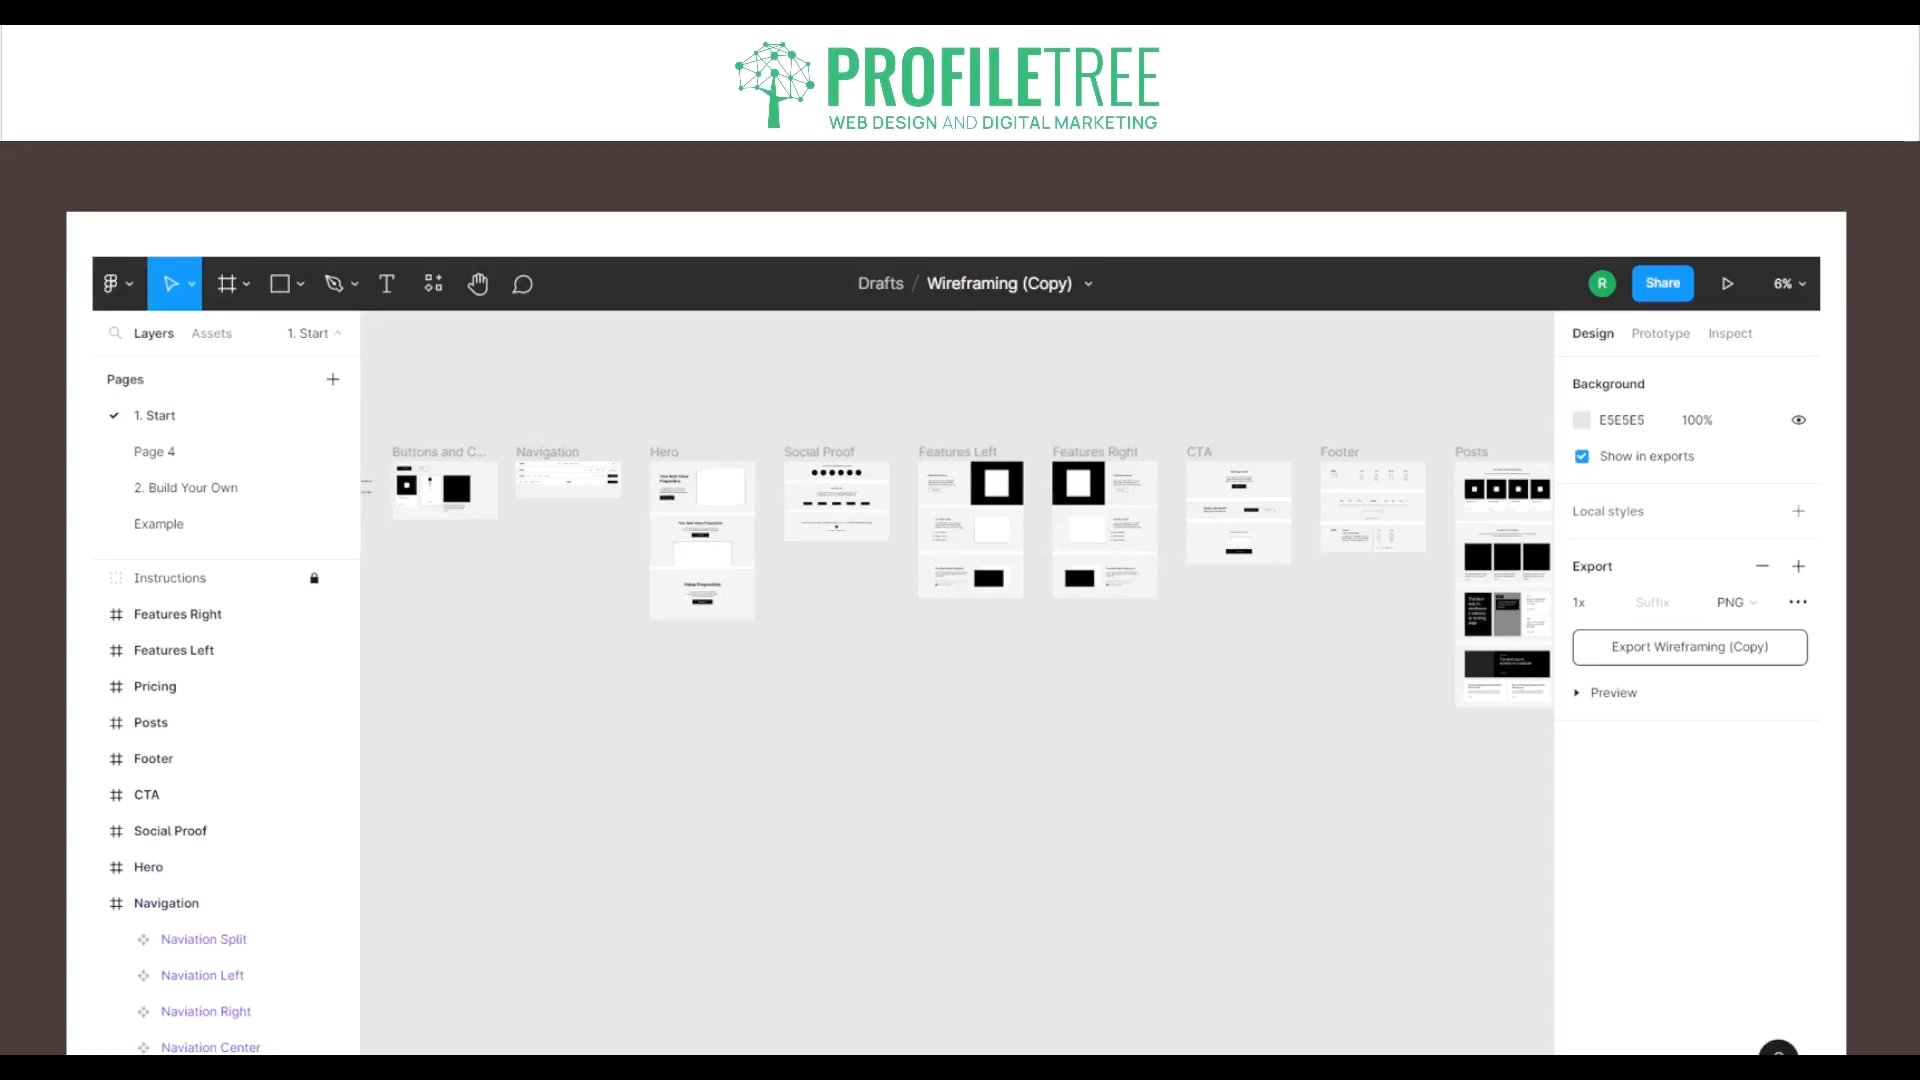 PROFILETREE
WEB DESIGN AND DIGITAL MARKETING
Drafts / Wireframing (Copy)
R
Share
6%
Layers
Assets
1. Start
Design
Prototype
Inspect
Pages
1. Start
Page 4
2. Build Your Own
Example
Instructions
Features Right
Features Left
Pricing
Posts
Footer
CTA
Social Proof
Hero
Navigation
Naviation Split
Naviation Left
Naviation Right
Naviation Center
Buttons and C...
Navigation
Hero
Social Proof
Features Left
Features Right
CTA
Footer
Posts
Value Proposition
Background
E5E5E5
100%
Show in exports
Local styles
Export
1x
Suffix
PNG
Export Wireframing (Copy)
Preview